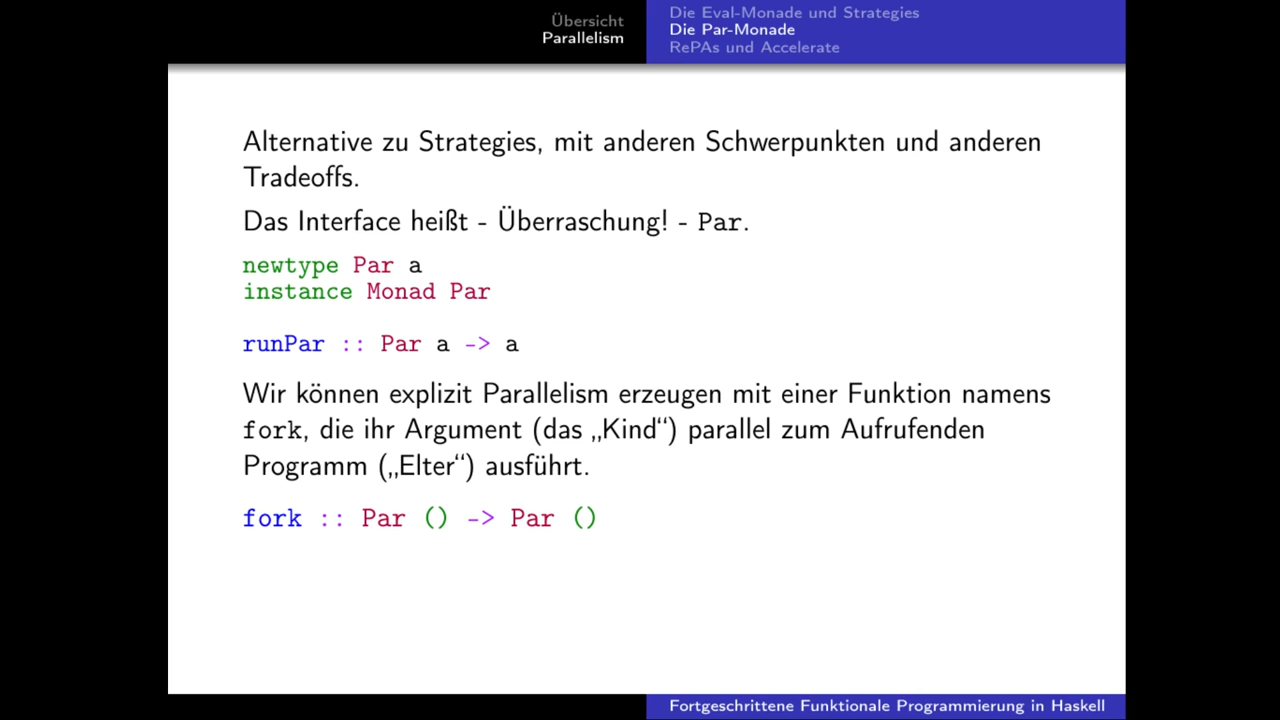 Übersicht
Parallelism
Die Eval-Monade und Strategies
Die Par-Monade
RePAs und Accelerate
Alternative zu Strategies, mit anderen Schwerpunkten und anderen
Tradeoffs.
Das Interface heißt - Überraschung! - Par.
newtype Par a
instance Monad Par
runPar :: Par a -> a
Wir können explizit Parallelism erzeugen mit einer Funktion namens
fork, die ihr Argument (das „Kind“) parallel zum Aufrufenden
Programm („Elter“) ausführt.
fork :: Par () -> Par ()
Fortgeschrittene Funktionale Programmierung in Haskell